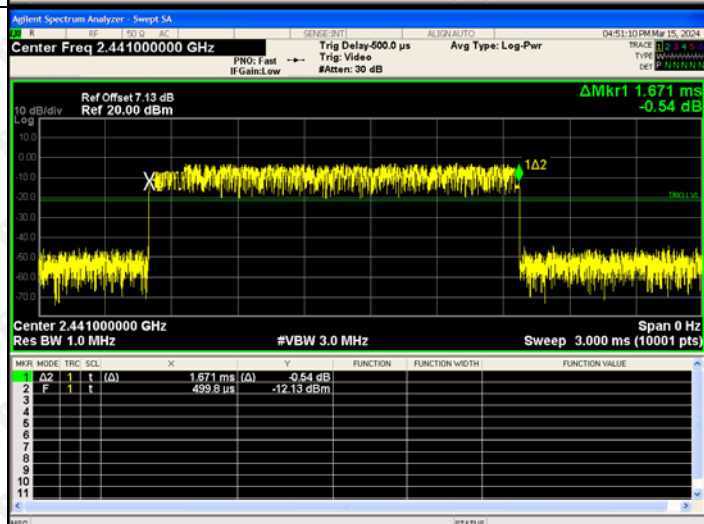 Agilent Spectrum Analyzer - Swept SA
R RF 50 Ω AC SENSE:INT ALIGN AUTO 04:51:10 PM Mar 15, 2024
Center Freq 2.441000000 GHz
PNO: Fast
IFGain:Low
Trig Delay-500.0 µs
Trig: Video
#Atten: 30 dB
Avg Type: Log-Pwr
TRACE 1 2 3 4 5 6
TYPE W
DET P N N N N N
ΔMkr1 1.671 ms
-0.54 dB
Ref Offset 7.13 dB
10 dB/div Ref 20.00 dBm
Log
10.0
0.00
-10.0
-20.0
-30.0
-40.0
-50.0
-60.0
-70.0
1Δ2
TRIG LVL
Center 2.441000000 GHz Span 0 Hz
Res BW 1.0 MHz #VBW 3.0 MHz Sweep 3.000 ms (10001 pts)
MKR MODE TRC SCL X Y FUNCTION FUNCTION WIDTH FUNCTION VALUE
1 Δ2 1 t (Δ) 1.671 ms (Δ) -0.54 dB
2 F 1 t 499.8 µs -12.13 dBm
3
4
5
6
7
8
9
10
11
MSG STATUS